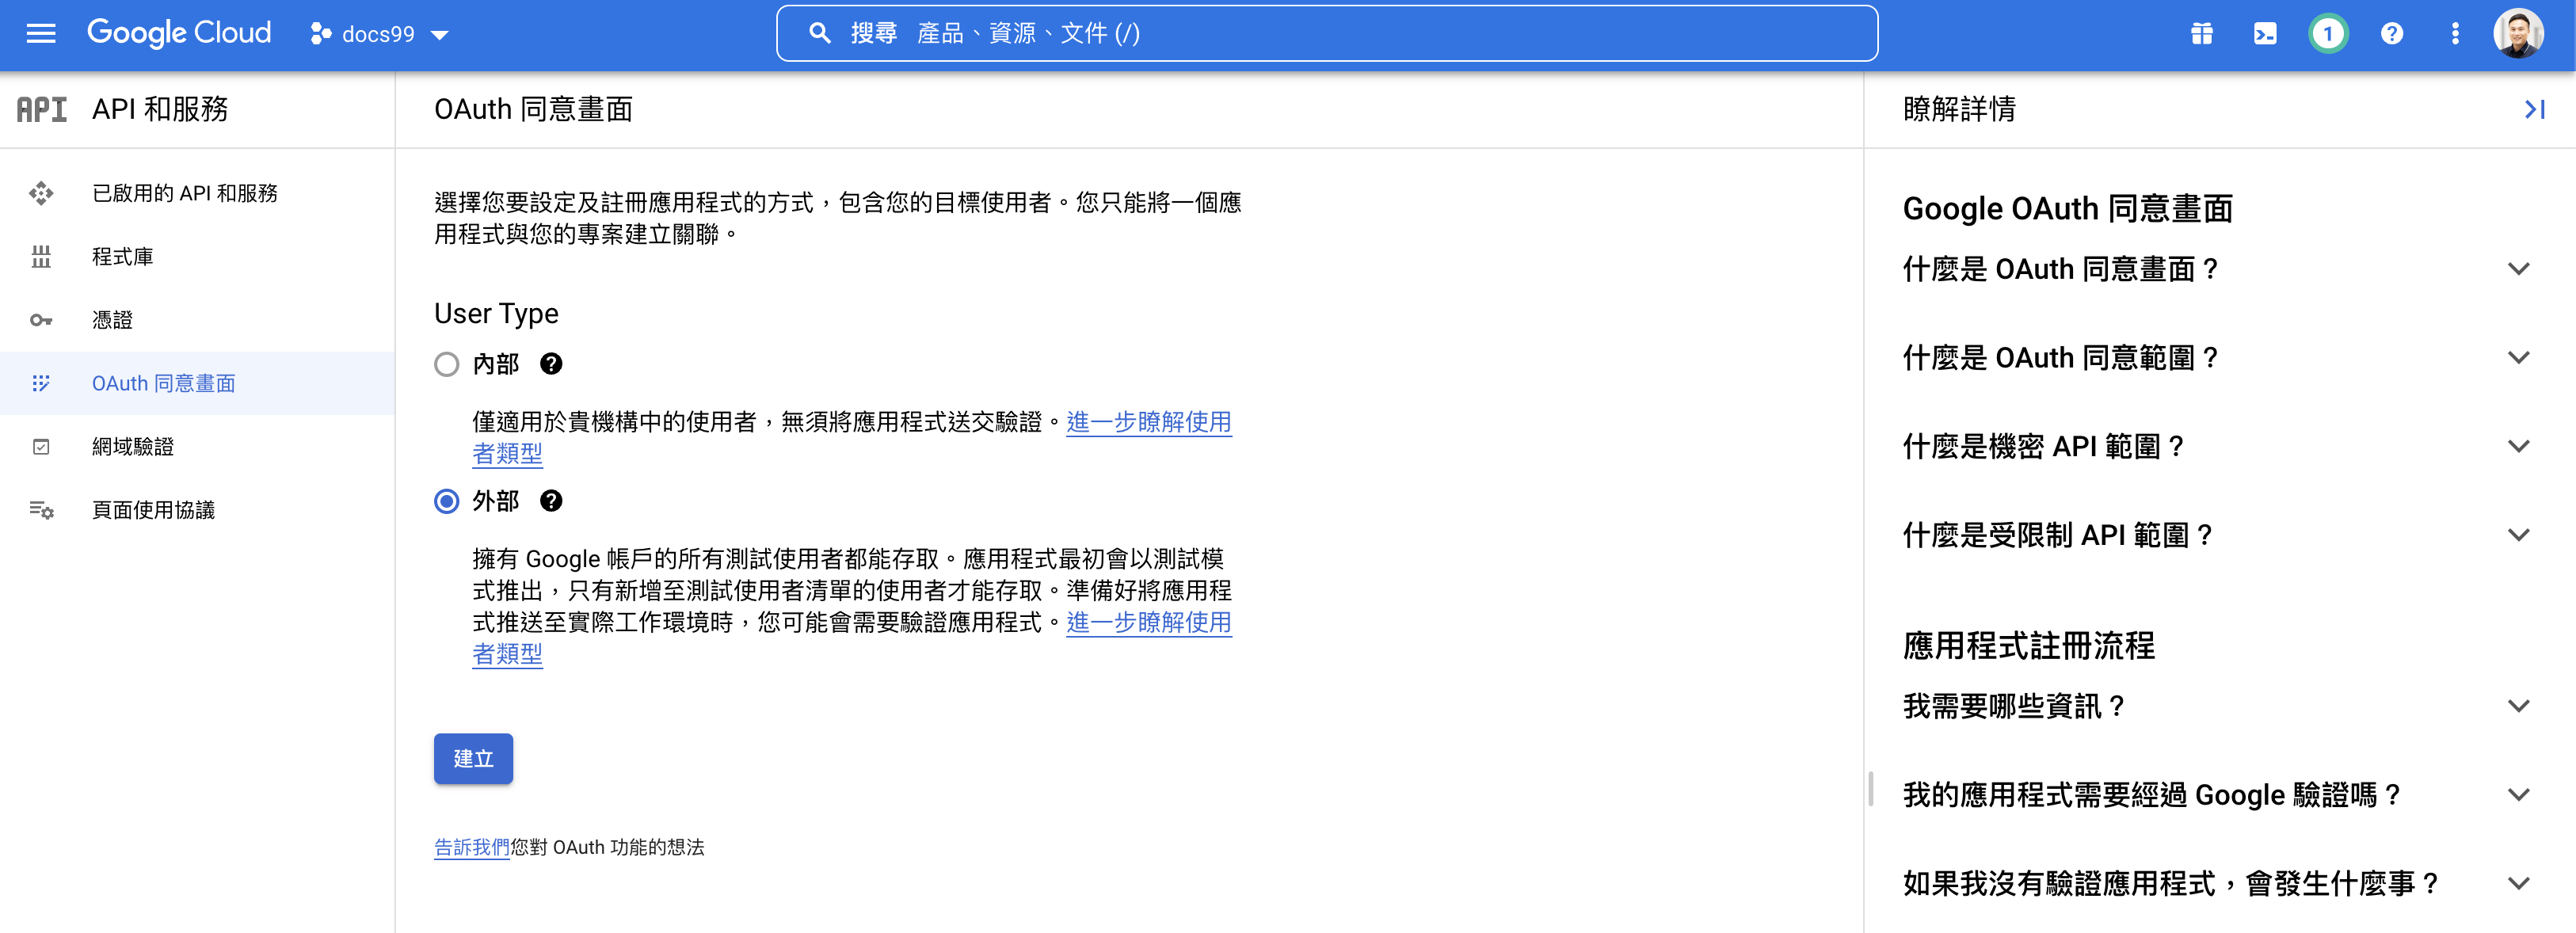 Google Cloud
docs99
搜尋 產品、資源、文件 (/)
1
API API 和服務
已啟用的 API 和服務
程式庫
憑證
OAuth 同意畫面
網域驗證
頁面使用協議
OAuth 同意畫面
選擇您要設定及註冊應用程式的方式，包含您的目標使用者。您只能將一個應
用程式與您的專案建立關聯。
User Type
內部
僅適用於貴機構中的使用者，無須將應用程式送交驗證。進一步瞭解使用
者類型
外部
擁有 Google 帳戶的所有測試使用者都能存取。應用程式最初會以測試模
式推出，只有新增至測試使用者清單的使用者才能存取。準備好將應用程
式推送至實際工作環境時，您可能會需要驗證應用程式。進一步瞭解使用
者類型
建立
告訴我們您對 OAuth 功能的想法
瞭解詳情
Google OAuth 同意畫面
什麼是 OAuth 同意畫面？
什麼是 OAuth 同意範圍？
什麼是機密 API 範圍？
什麼是受限制 API 範圍？
應用程式註冊流程
我需要哪些資訊？
我的應用程式需要經過 Google 驗證嗎？
如果我沒有驗證應用程式，會發生什麼事？